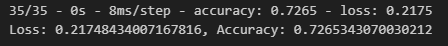 35/35 - 0s - 8ms/step - accuracy: 0.7265 - loss: 0.2175
Loss: 0.21748434007167816, Accuracy: 0.7265343070030212